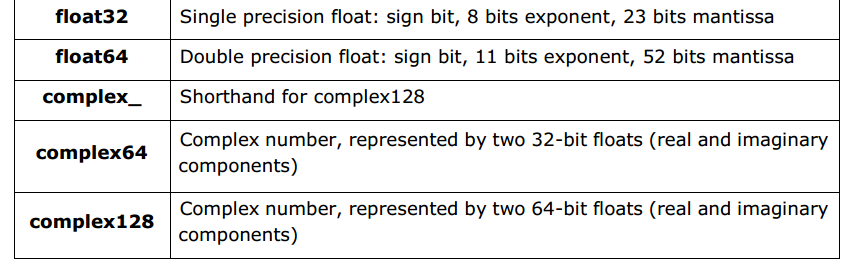 float32 Single precision float: sign bit, 8 bits exponent, 23 bits mantissa
float64 Double precision float: sign bit, 11 bits exponent, 52 bits mantissa
complex_ Shorthand for complex128
complex64 Complex number, represented by two 32-bit floats (real and imaginary
components)
complex128 Complex number, represented by two 64-bit floats (real and imaginary
components)